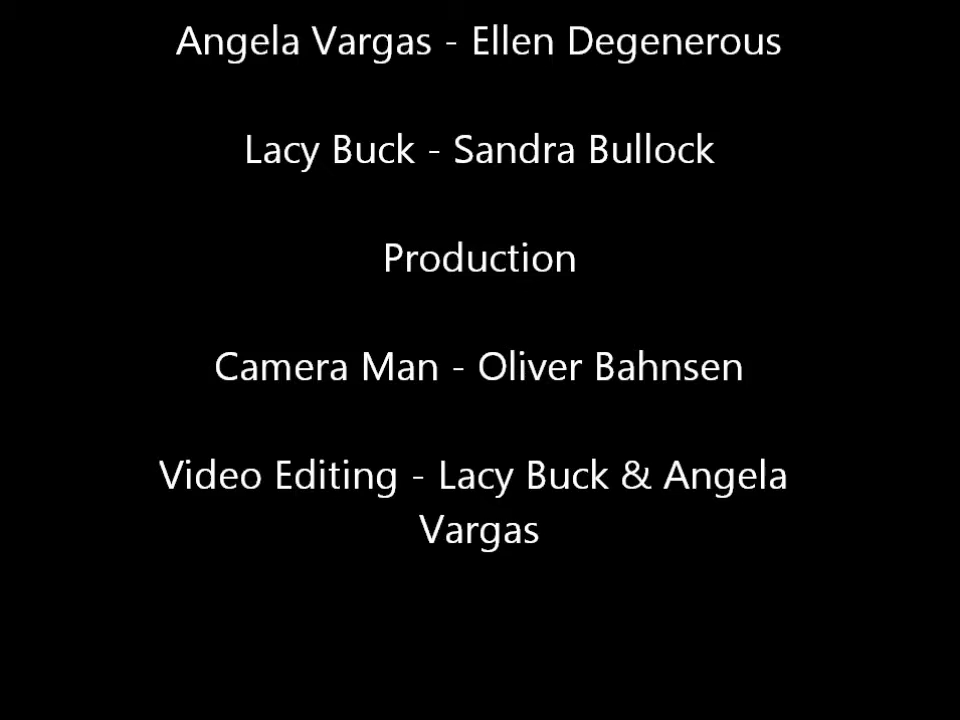 Angela Vargas - Ellen Degenerous
Lacy Buck - Sandra Bullock
Production
Camera Man - Oliver Bahnsen
Video Editing - Lacy Buck & Angela
Vargas